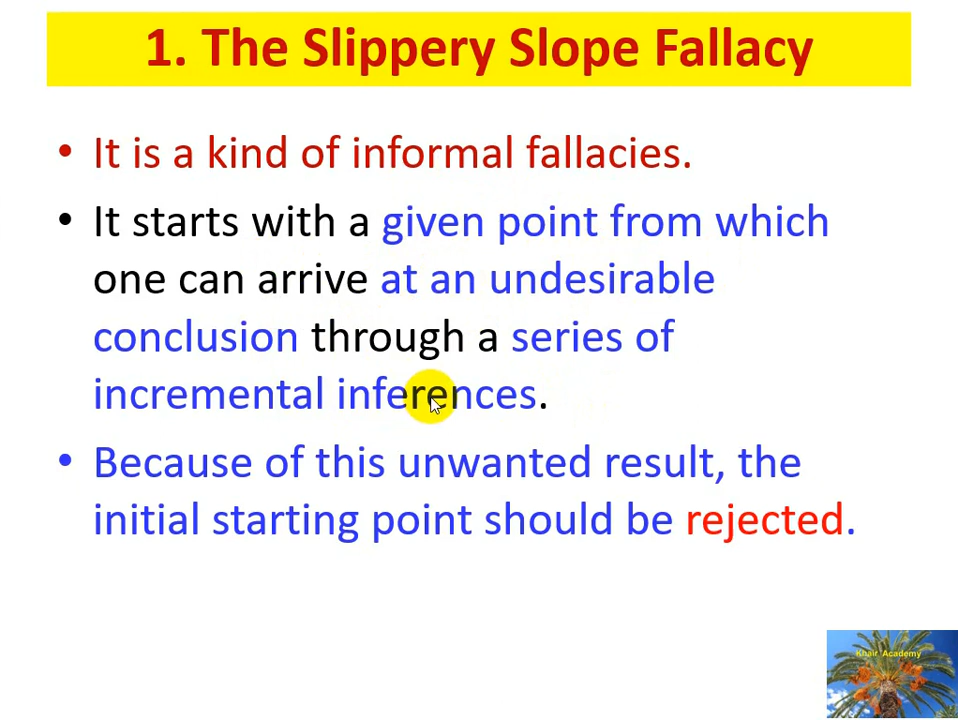 1. The Slippery Slope Fallacy
• It is a kind of informal fallacies.
• It starts with a given point from which
one can arrive at an undesirable
conclusion through a series of
incremental inferences.
• Because of this unwanted result, the
initial starting point should be rejected.
Khair Academy